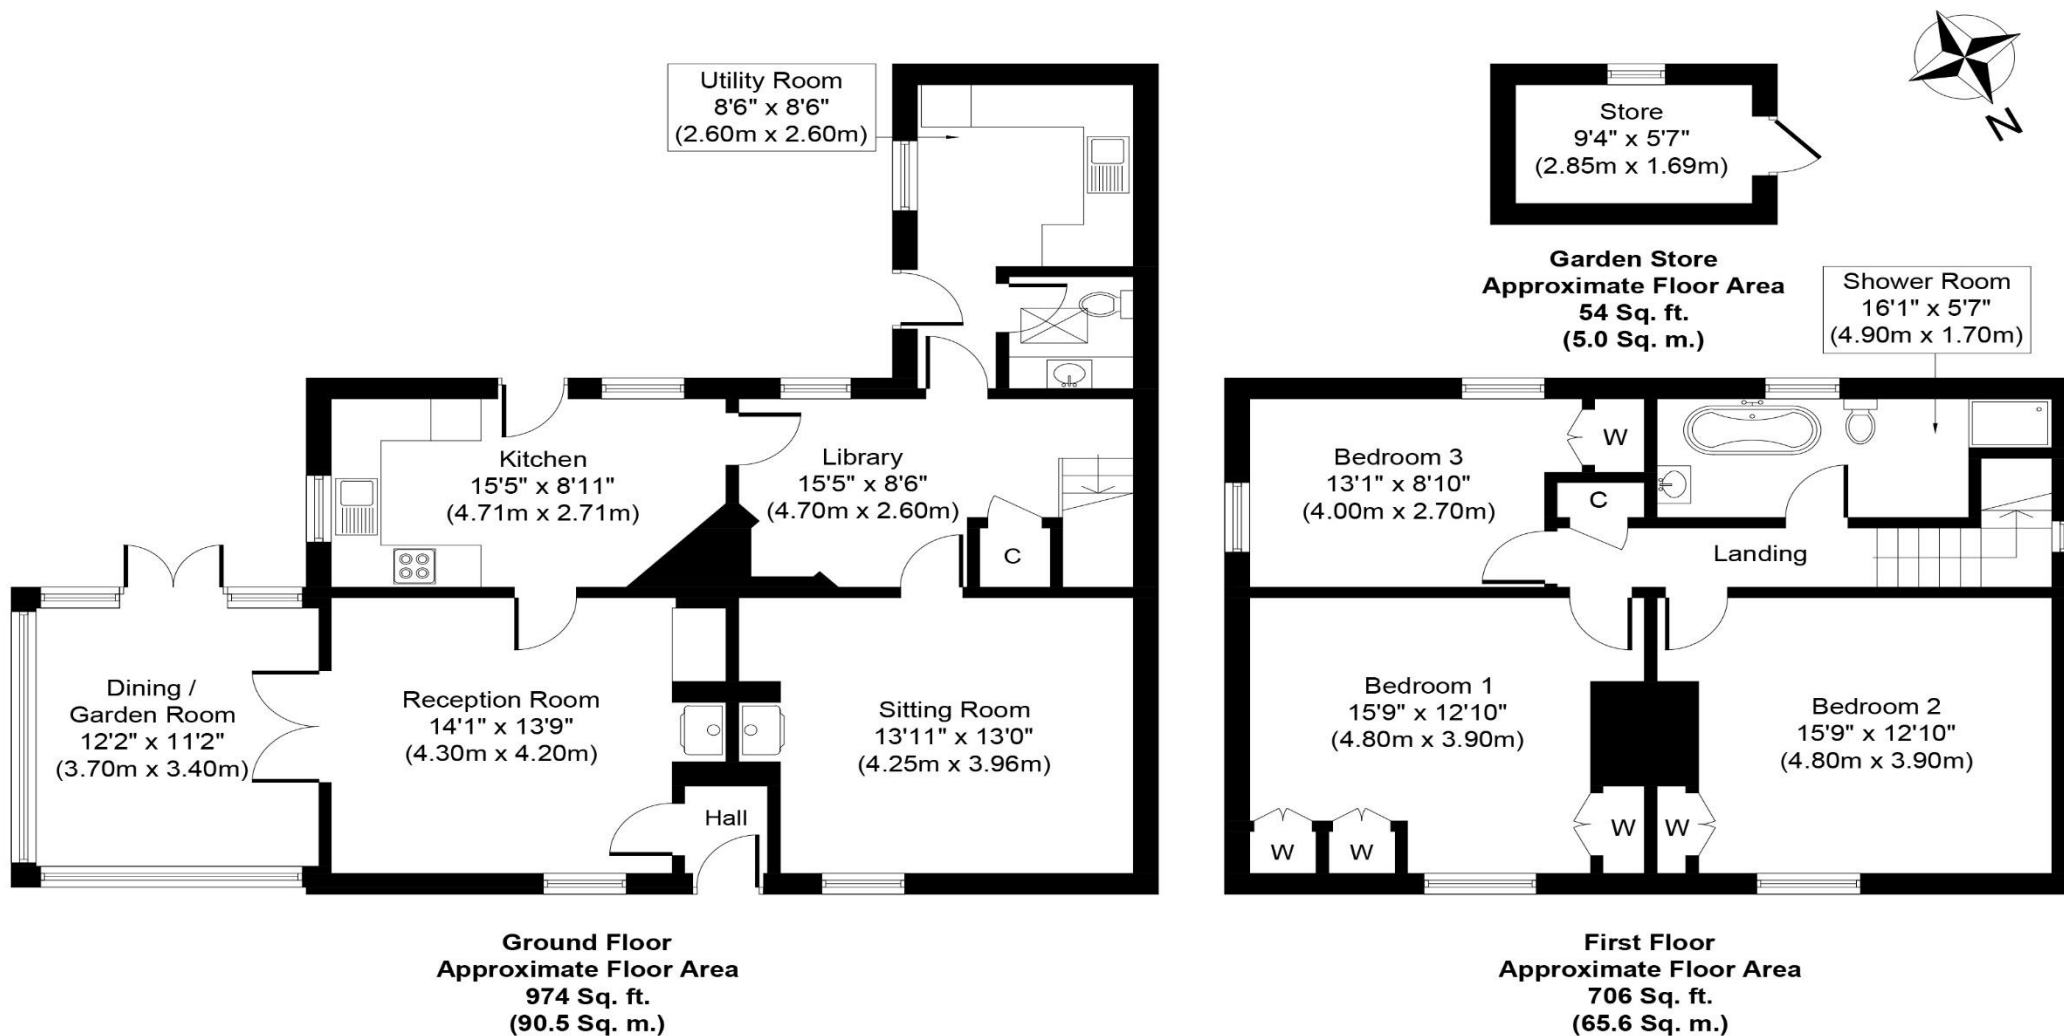 Utility Room
8'6" x 8'6"
(2.60m x 2.60m)
Store
9'4" x 5'7"
(2.85m x 1.69m)
N
Garden Store
Approximate Floor Area
54 Sq. ft.
(5.0 Sq. m.)
Shower Room
16'1" x 5'7"
(4.90m x 1.70m)
Kitchen
15'5" x 8'11"
(4.71m x 2.71m)
Library
15'5" x 8'6"
(4.70m x 2.60m)
C
Dining /
Garden Room
12'2" x 11'2"
(3.70m x 3.40m)
Reception Room
14'1" x 13'9"
(4.30m x 4.20m)
Sitting Room
13'11" x 13'0"
(4.25m x 3.96m)
Hall
Ground Floor
Approximate Floor Area
974 Sq. ft.
(90.5 Sq. m.)
Bedroom 3
13'1" x 8'10"
(4.00m x 2.70m)
W
C
Landing
Bedroom 1
15'9" x 12'10"
(4.80m x 3.90m)
Bedroom 2
15'9" x 12'10"
(4.80m x 3.90m)
W
W
W
W
First Floor
Approximate Floor Area
706 Sq. ft.
(65.6 Sq. m.)